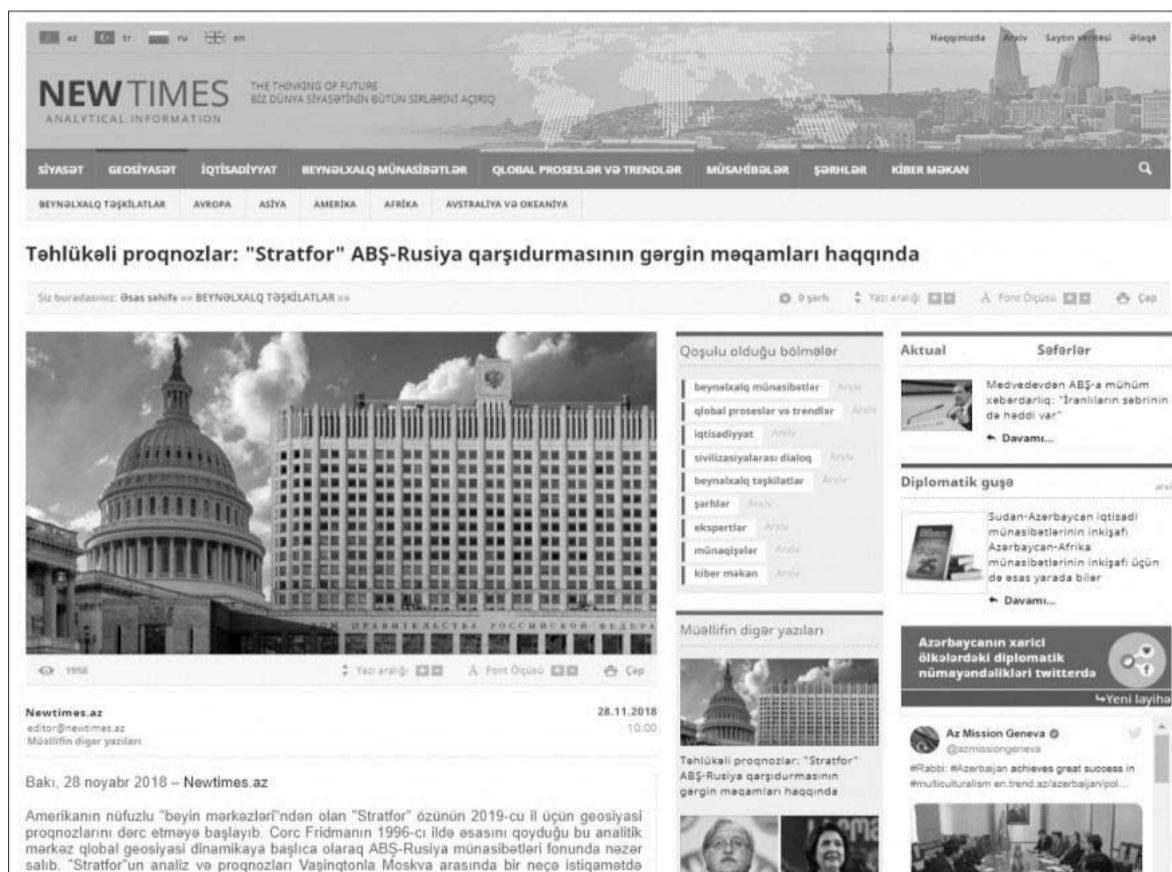 az tr ru en
Haqqımızda Arxiv Saytın xəritəsi Əlaqə
NEWTIMES
ANALYTICAL INFORMATION
THE THINKING OF FUTURE
BİZ DÜNYA SİYASƏTİNİN BÜTÜN SİRLƏRİNİ AÇIRIQ
SİYASƏT GEOSİYASƏT İQTİSADİYYAT BEYNƏLXALQ MÜNASİBƏTLƏR QLOBAL PROSESLƏR VƏ TRENDLƏR MÜSAHİBƏLƏR ŞƏRHLƏR KİBER MƏKAN
BEYNƏLXALQ TƏŞKİLATLAR AVROPA ASİYA AMERİKA AFRİKA AVSTRALİYA VƏ OKEANİYA
Təhlükəli proqnozlar: "Stratfor" ABŞ-Rusiya qarşıdurmasının gərgin məqamları haqqında
Siz buradasınız: Əsas səhifə »» BEYNƏLXALQ TƏŞKİLATLAR »»
0 şərh Yazı aralığı + - A Font Ölçüsü + - Çap
ДОМ ПРАВИТЕЛЬСТВА РОССИЙСКОЙ ФЕДЕРА
1958 Yazı aralığı + - A Font Ölçüsü + - Çap
Newtimes.az 28.11.2018
editor@newtimes.az 10:00
Müəllifin digər yazıları
Bakı, 28 noyabr 2018 – Newtimes.az
Amerikanın nüfuzlu "beyin mərkəzləri"ndən olan "Stratfor" özünün 2019-cu il üçün geosiyasi
proqnozlarını dərc etməyə başlayıb. Corc Fridmanın 1996-cı ildə əsasını qoyduğu bu analitik
mərkəz qlobal geosiyasi dinamikaya başlıca olaraq ABŞ-Rusiya münasibətləri fonunda nəzər
salıb. "Stratfor"un analiz və proqnozları Vaşinqtonla Moskva arasında bir neçə istiqamətdə
Qoşulu olduğu bölmələr
beynəlxalq münasibətlər Arxiv
qlobal proseslər və trendlər Arxiv
iqtisadiyyat Arxiv
sivilizasiyalarası dialoq Arxiv
beynəlxalq təşkilatlar Arxiv
şərhlər Arxiv
ekspertlər Arxiv
münaqişələr Arxiv
kiber məkan Arxiv
Müəllifin digər yazıları
Təhlükəli proqnozlar: "Stratfor"
ABŞ-Rusiya qarşıdurmasının
gərgin məqamları haqqında
Aktual Səfərlər
Medvedevdən ABŞ-a mühüm
xəbərdarlıq: "İranlıların səbrinin
də həddi var"
Davamı...
Diplomatik guşə
Sudan-Azərbaycan iqtisadi
münasibətlərinin inkişafı
Azərbaycan-Afrika
münasibətlərinin inkişafı üçün
də əsas yarada bilər
Davamı...
Azərbaycanın xarici
ölkələrdəki diplomatik
nümayəndəlikləri twitterdə
Yeni layihə
Az Mission Geneva
@azmissiongeneva
#Rabbi: #Azerbaijan achieves great success in
#multiculturalism en.trend.az/azerbaijan/pol...